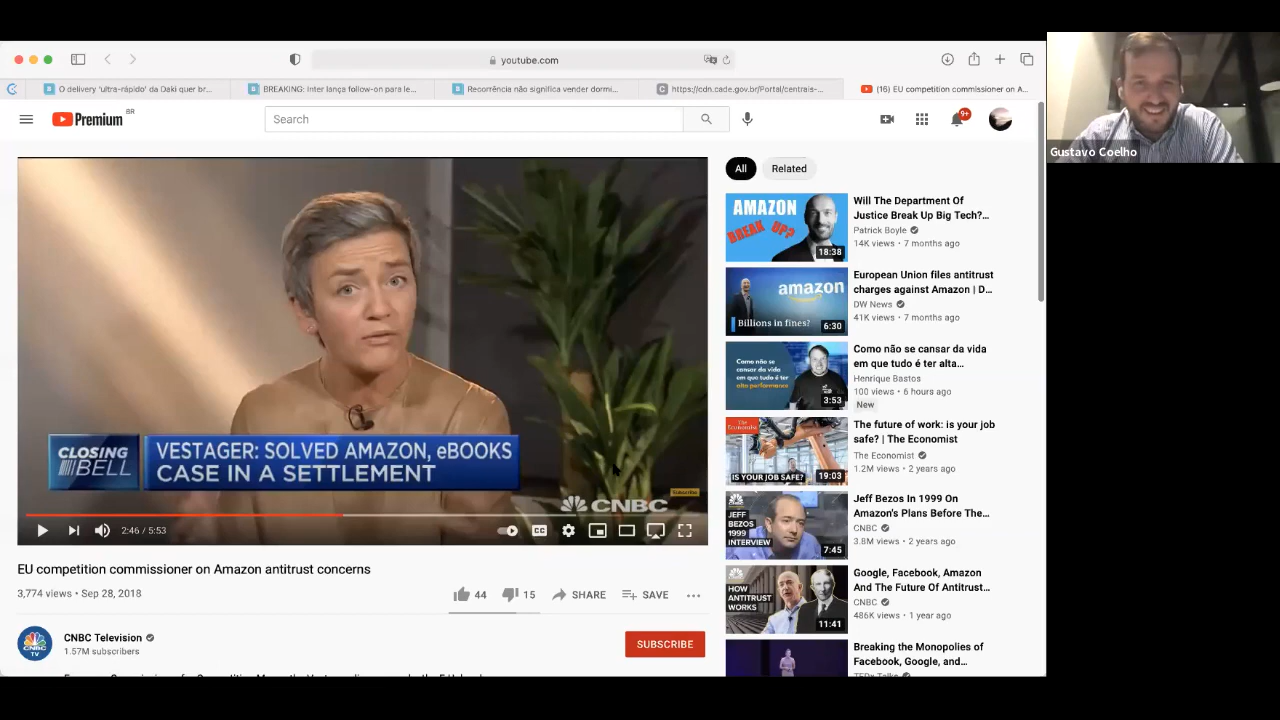 youtube.com
O delivery 'ultra-rápido' da Daki quer br...
BREAKING: Inter lança follow-on para le...
Recorrência não significa vender dormi...
https://cdn.cade.gov.br/Portal/centrais-...
(16) EU competition commissioner on A...
Premium BR
Search
9+
Gustavo Coelho
All
Related
CLOSING
BELL
VESTAGER: SOLVED AMAZON, eBOOKS
CASE IN A SETTLEMENT
CNBC
Subscribe
2:46 / 5:53
CC
EU competition commissioner on Amazon antitrust concerns
3,774 views • Sep 28, 2018
44
15
SHARE
SAVE
CNBC
TV
CNBC Television
1.57M subscribers
SUBSCRIBE
AMAZON
BREAK UP?
18:38
Will The Department Of
Justice Break Up Big Tech?...
Patrick Boyle
14K views • 7 months ago
amazon
Billions in fines?
6:30
European Union files antitrust
charges against Amazon | D...
DW News
41K views • 7 months ago
Como não se
cansar da vida
em que tudo é ter
alta performance
3:53
Como não se cansar da vida
em que tudo é ter alta...
Henrique Bastos
100 views • 6 hours ago
New
The Economist
IS YOUR JOB SAFE?
19:03
The future of work: is your job
safe? | The Economist
The Economist
1.2M views • 2 years ago
JEFF
BEZOS
1999
INTERVIEW
7:45
Jeff Bezos In 1999 On
Amazon's Plans Before The...
CNBC
3.8M views • 2 years ago
HOW
ANTITRUST
WORKS
11:41
Google, Facebook, Amazon
And The Future Of Antitrust...
CNBC
486K views • 1 year ago
Breaking the Monopolies of
Facebook, Google, and...
TEDx Talks